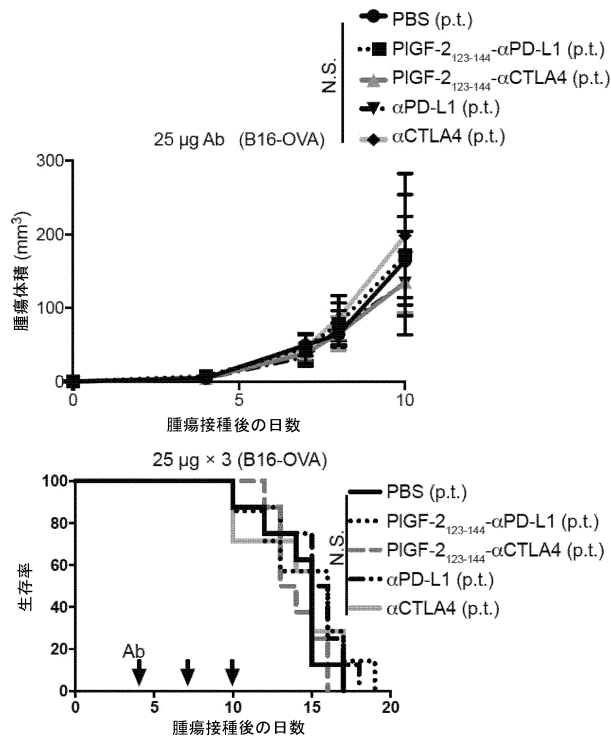 PBS (p.t.)
PlGF-2123-144-αPD-L1 (p.t.)
PlGF-2123-144-αCTLA4 (p.t.)
αPD-L1 (p.t.)
αCTLA4 (p.t.)
N.S.
25 µg Ab (B16-OVA)
腫瘍体積 (mm3)
300
200
100
0
0
5
10
腫瘍接種後の日数
25 µg × 3 (B16-OVA)
生存率
100
80
60
40
20
0
Ab
0
5
10
15
20
腫瘍接種後の日数
N.S.
PBS (p.t.)
PlGF-2123-144-αPD-L1 (p.t.)
PlGF-2123-144-αCTLA4 (p.t.)
αPD-L1 (p.t.)
αCTLA4 (p.t.)